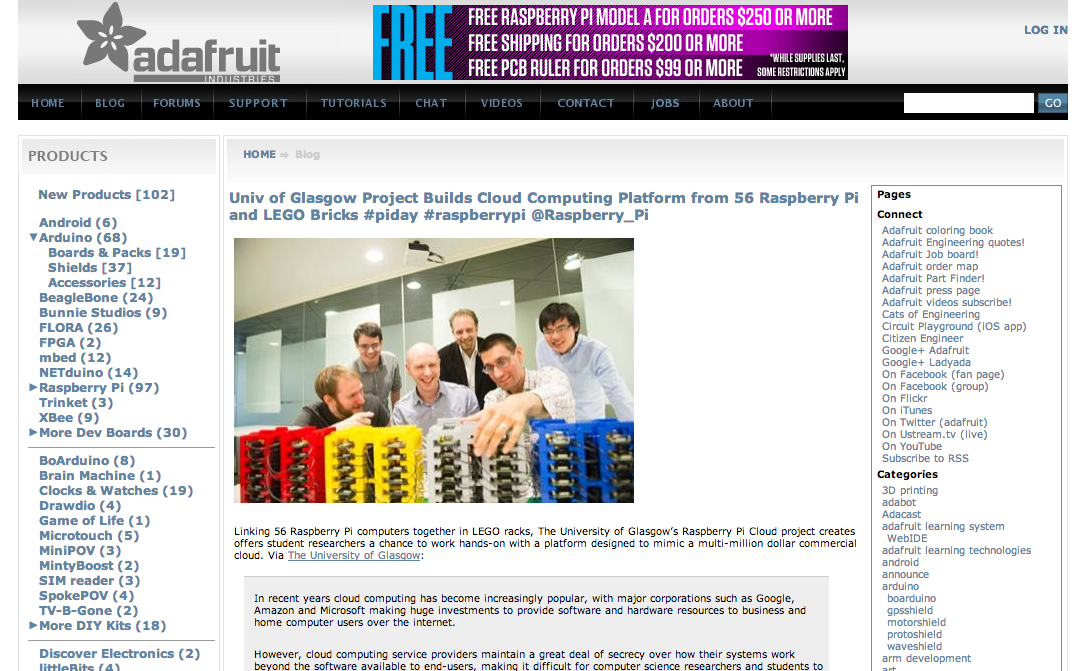 adafruit
INDUSTRIES
FREE
FREE RASPBERRY PI MODEL A FOR ORDERS $250 OR MORE
FREE SHIPPING FOR ORDERS $200 OR MORE
FREE PCB RULER FOR ORDERS $99 OR MORE
*WHILE SUPPLIES LAST,
SOME RESTRICTIONS APPLY
LOG IN
HOME BLOG FORUMS SUPPORT TUTORIALS CHAT VIDEOS CONTACT JOBS ABOUT
GO
PRODUCTS
New Products [102]
Android (6)
▼Arduino (68)
Boards & Packs [19]
Shields [37]
Accessories [12]
BeagleBone (24)
Bunnie Studios (9)
FLORA (26)
FPGA (2)
mbed (12)
NETduino (14)
►Raspberry Pi (97)
Trinket (3)
XBee (9)
►More Dev Boards (30)
BoArduino (8)
Brain Machine (1)
Clocks & Watches (19)
Drawdio (4)
Game of Life (1)
Microtouch (5)
MiniPOV (3)
MintyBoost (2)
SIM reader (3)
SpokePOV (4)
TV-B-Gone (2)
►More DIY Kits (18)
Discover Electronics (2)
littleBits (4)
HOME ⇒ Blog
Univ of Glasgow Project Builds Cloud Computing Platform from 56 Raspberry Pi
and LEGO Bricks #piday #raspberrypi @Raspberry_Pi
Linking 56 Raspberry Pi computers together in LEGO racks, The University of Glasgow's Raspberry Pi Cloud project creates
offers student researchers a chance to work hands-on with a platform designed to mimic a multi-million dollar commercial
cloud. Via The University of Glasgow:
In recent years cloud computing has become increasingly popular, with major corporations such as Google,
Amazon and Microsoft making huge investments to provide software and hardware resources to business and
home computer users over the internet.
However, cloud computing service providers maintain a great deal of secrecy over how their systems work
beyond the software available to end-users, making it difficult for computer science researchers and students to
Pages
Connect
Adafruit coloring book
Adafruit Engineering quotes!
Adafruit Job board!
Adafruit order map
Adafruit Part Finder!
Adafruit press page
Adafruit videos subscribe!
Cats of Engineering
Circuit Playground (iOS app)
Citizen Engineer
Google+ Adafruit
Google+ Ladyada
On Facebook (fan page)
On Facebook (group)
On Flickr
On iTunes
On Twitter (adafruit)
On Ustream.tv (live)
On YouTube
Subscribe to RSS
Categories
3D printing
adabot
Adacast
adafruit learning system
WebIDE
adafruit learning technologies
android
announce
arduino
boarduino
gpsshield
motorshield
protoshield
waveshield
arm development
art